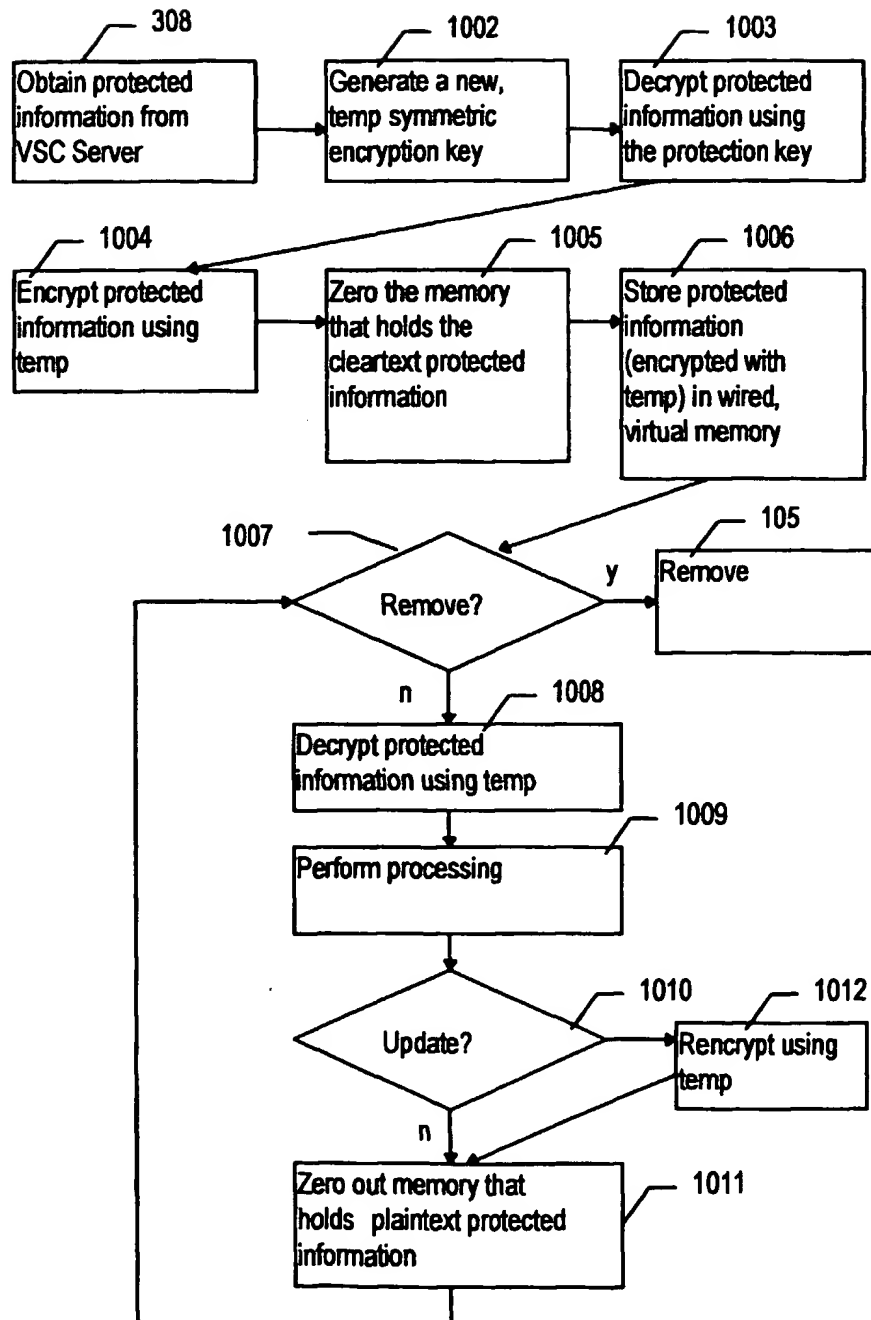 308
Obtain protected
information from
VSC Server
1002
Generate a new,
temp symmetric
encryption key
1003
Decrypt protected
information using
the protection key
1004
Encrypt protected
information using
temp
1005
Zero the memory
that holds the
cleartext protected
information
1006
Store protected
information
(encrypted with
temp) in wired,
virtual memory
1007
Remove?
y
105
Remove
n
1008
Decrypt protected
information using temp
1009
Perform processing
1010
Update?
1012
Rencrypt using
temp
n
1011
Zero out memory that
holds plaintext protected
information